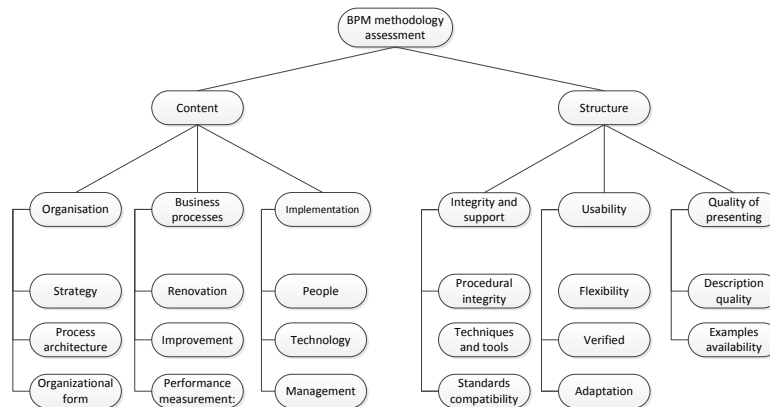 BPM methodology
assessment
Content
Structure
Organisation
Business
processes
Implementation
Integrity and
support
Usability
Quality of
presenting
Strategy
Renovation
People
Procedural
integrity
Flexibility
Description
quality
Process
architecture
Improvement
Technology
Techniques
and tools
Verified
Examples
availability
Organizational
form
Performance
measurement:
Management
Standards
compatibility
Adaptation